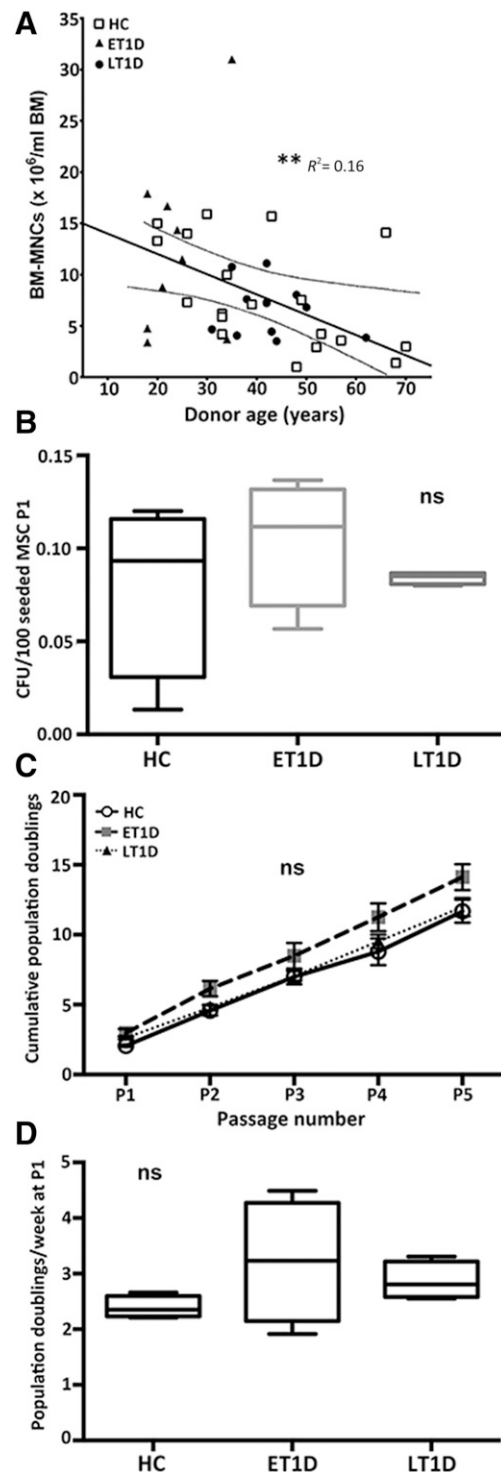 A
HC
ET1D
LT1D
BM-MNCs (x 10⁶/ml BM)
35
30
25
20
15
10
5
0
** R²= 0.16
10 20 30 40 50 60 70
Donor age (years)
B
CFU/100 seeded MSC P1
0.15
0.10
0.05
0.00
ns
HC ET1D LT1D
C
Cumulative population doublings
20
15
10
5
0
HC
ET1D
LT1D
ns
P1 P2 P3 P4 P5
Passage number
D
Population doublings/week at P1
5
4
3
2
1
0
ns
HC ET1D LT1D